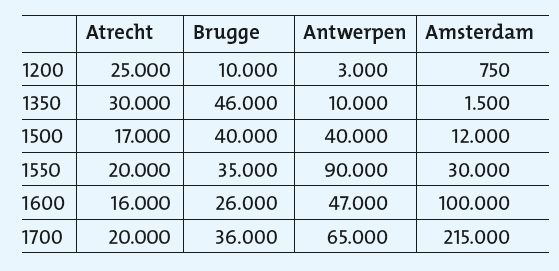 Atrecht Brugge Antwerpen Amsterdam
1200 25.000 10.000 3.000 750
1350 30.000 46.000 10.000 1.500
1500 17.000 40.000 40.000 12.000
1550 20.000 35.000 90.000 30.000
1600 16.000 26.000 47.000 100.000
1700 20.000 36.000 65.000 215.000